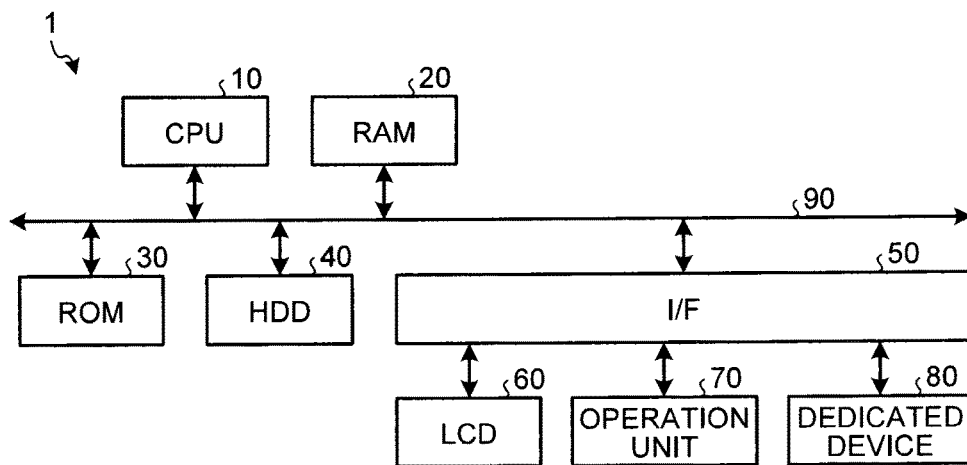 1
10
20
CPU
RAM
90
30
40
50
ROM
HDD
I/F
60
70
80
LCD
OPERATION
UNIT
DEDICATED
DEVICE